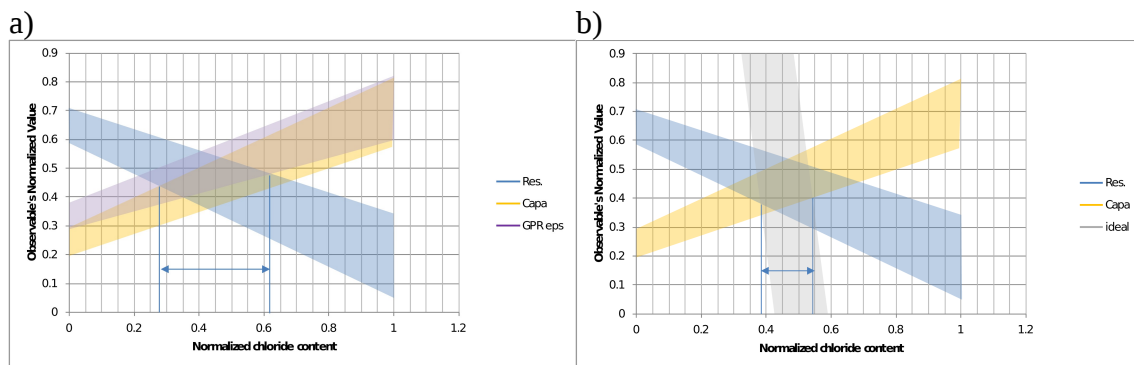 a)
0.9
0.8
0.7
0.6
0.5
0.4
0.3
0.2
0.1
0
Observable's Normalized Value
0 0.2 0.4 0.6 0.8 1 1.2
Normalized chloride content
Res.
Capa
GPR eps
b)
0.9
0.8
0.7
0.6
0.5
0.4
0.3
0.2
0.1
0
Observable's Normalized Value
0 0.2 0.4 0.6 0.8 1 1.2
Normalized chloride content
Res.
Capa
ideal